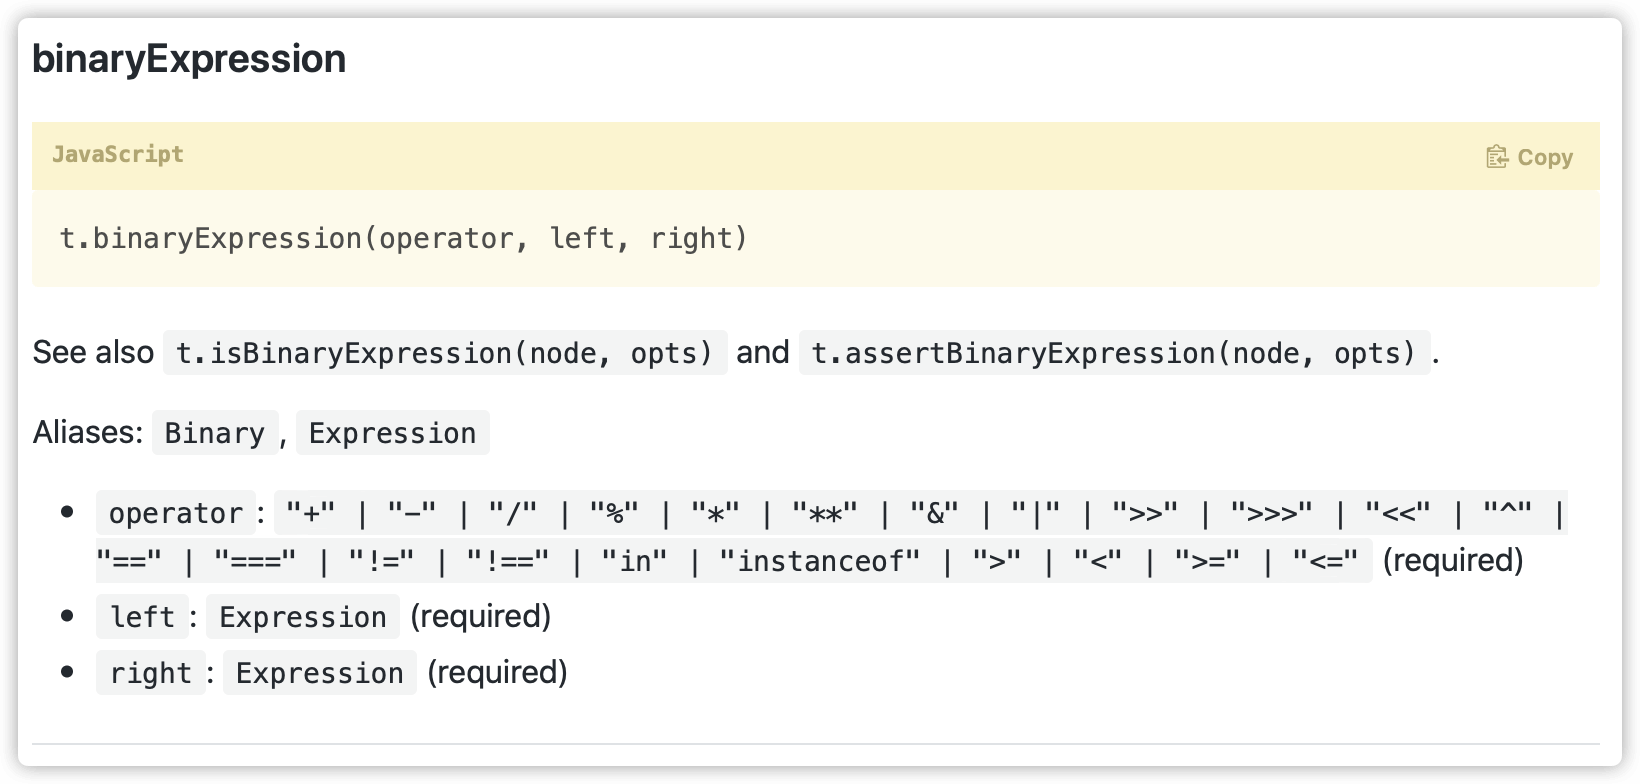 binaryExpression
JavaScript
Copy
t.binaryExpression(operator, left, right)
See also t.isBinaryExpression(node, opts) and t.assertBinaryExpression(node, opts).
Aliases: Binary, Expression
• operator: "+" | "-" | "/" | "%" | "*" | "**" | "&" | "|" | ">>" | ">>>" | "<<" | "^" |
"==" | "===" | "!=" | "!==" | "in" | "instanceof" | ">" | "<" | ">=" | "<=" (required)
• left: Expression (required)
• right: Expression (required)